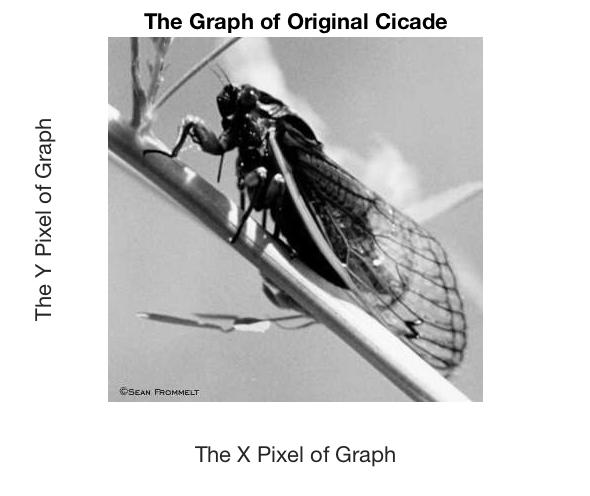 The Graph of Original Cicade
The Y Pixel of Graph
©SEAN FROMMELT
The X Pixel of Graph